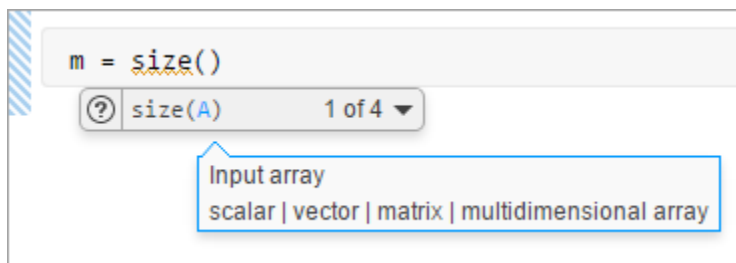 m = size()
? size(A) 1 of 4
Input array
scalar | vector | matrix | multidimensional array